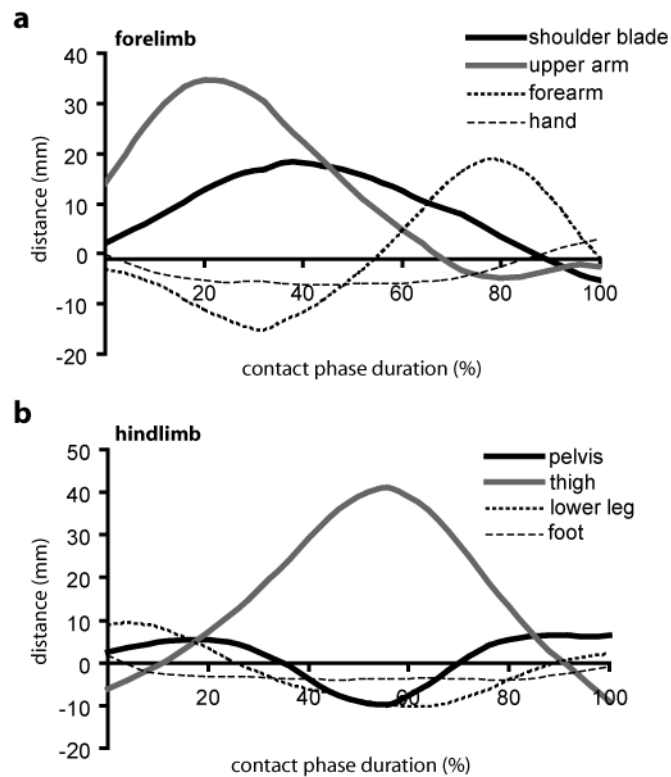 a
forelimb
shoulder blade
upper arm
forearm
hand
distance (mm)
40
30
20
10
0
-10
-20
20
40
60
80
100
contact phase duration (%)
b
hindlimb
pelvis
thigh
lower leg
foot
distance (mm)
50
40
30
20
10
0
-10
-20
20
40
60
80
100
contact phase duration (%)